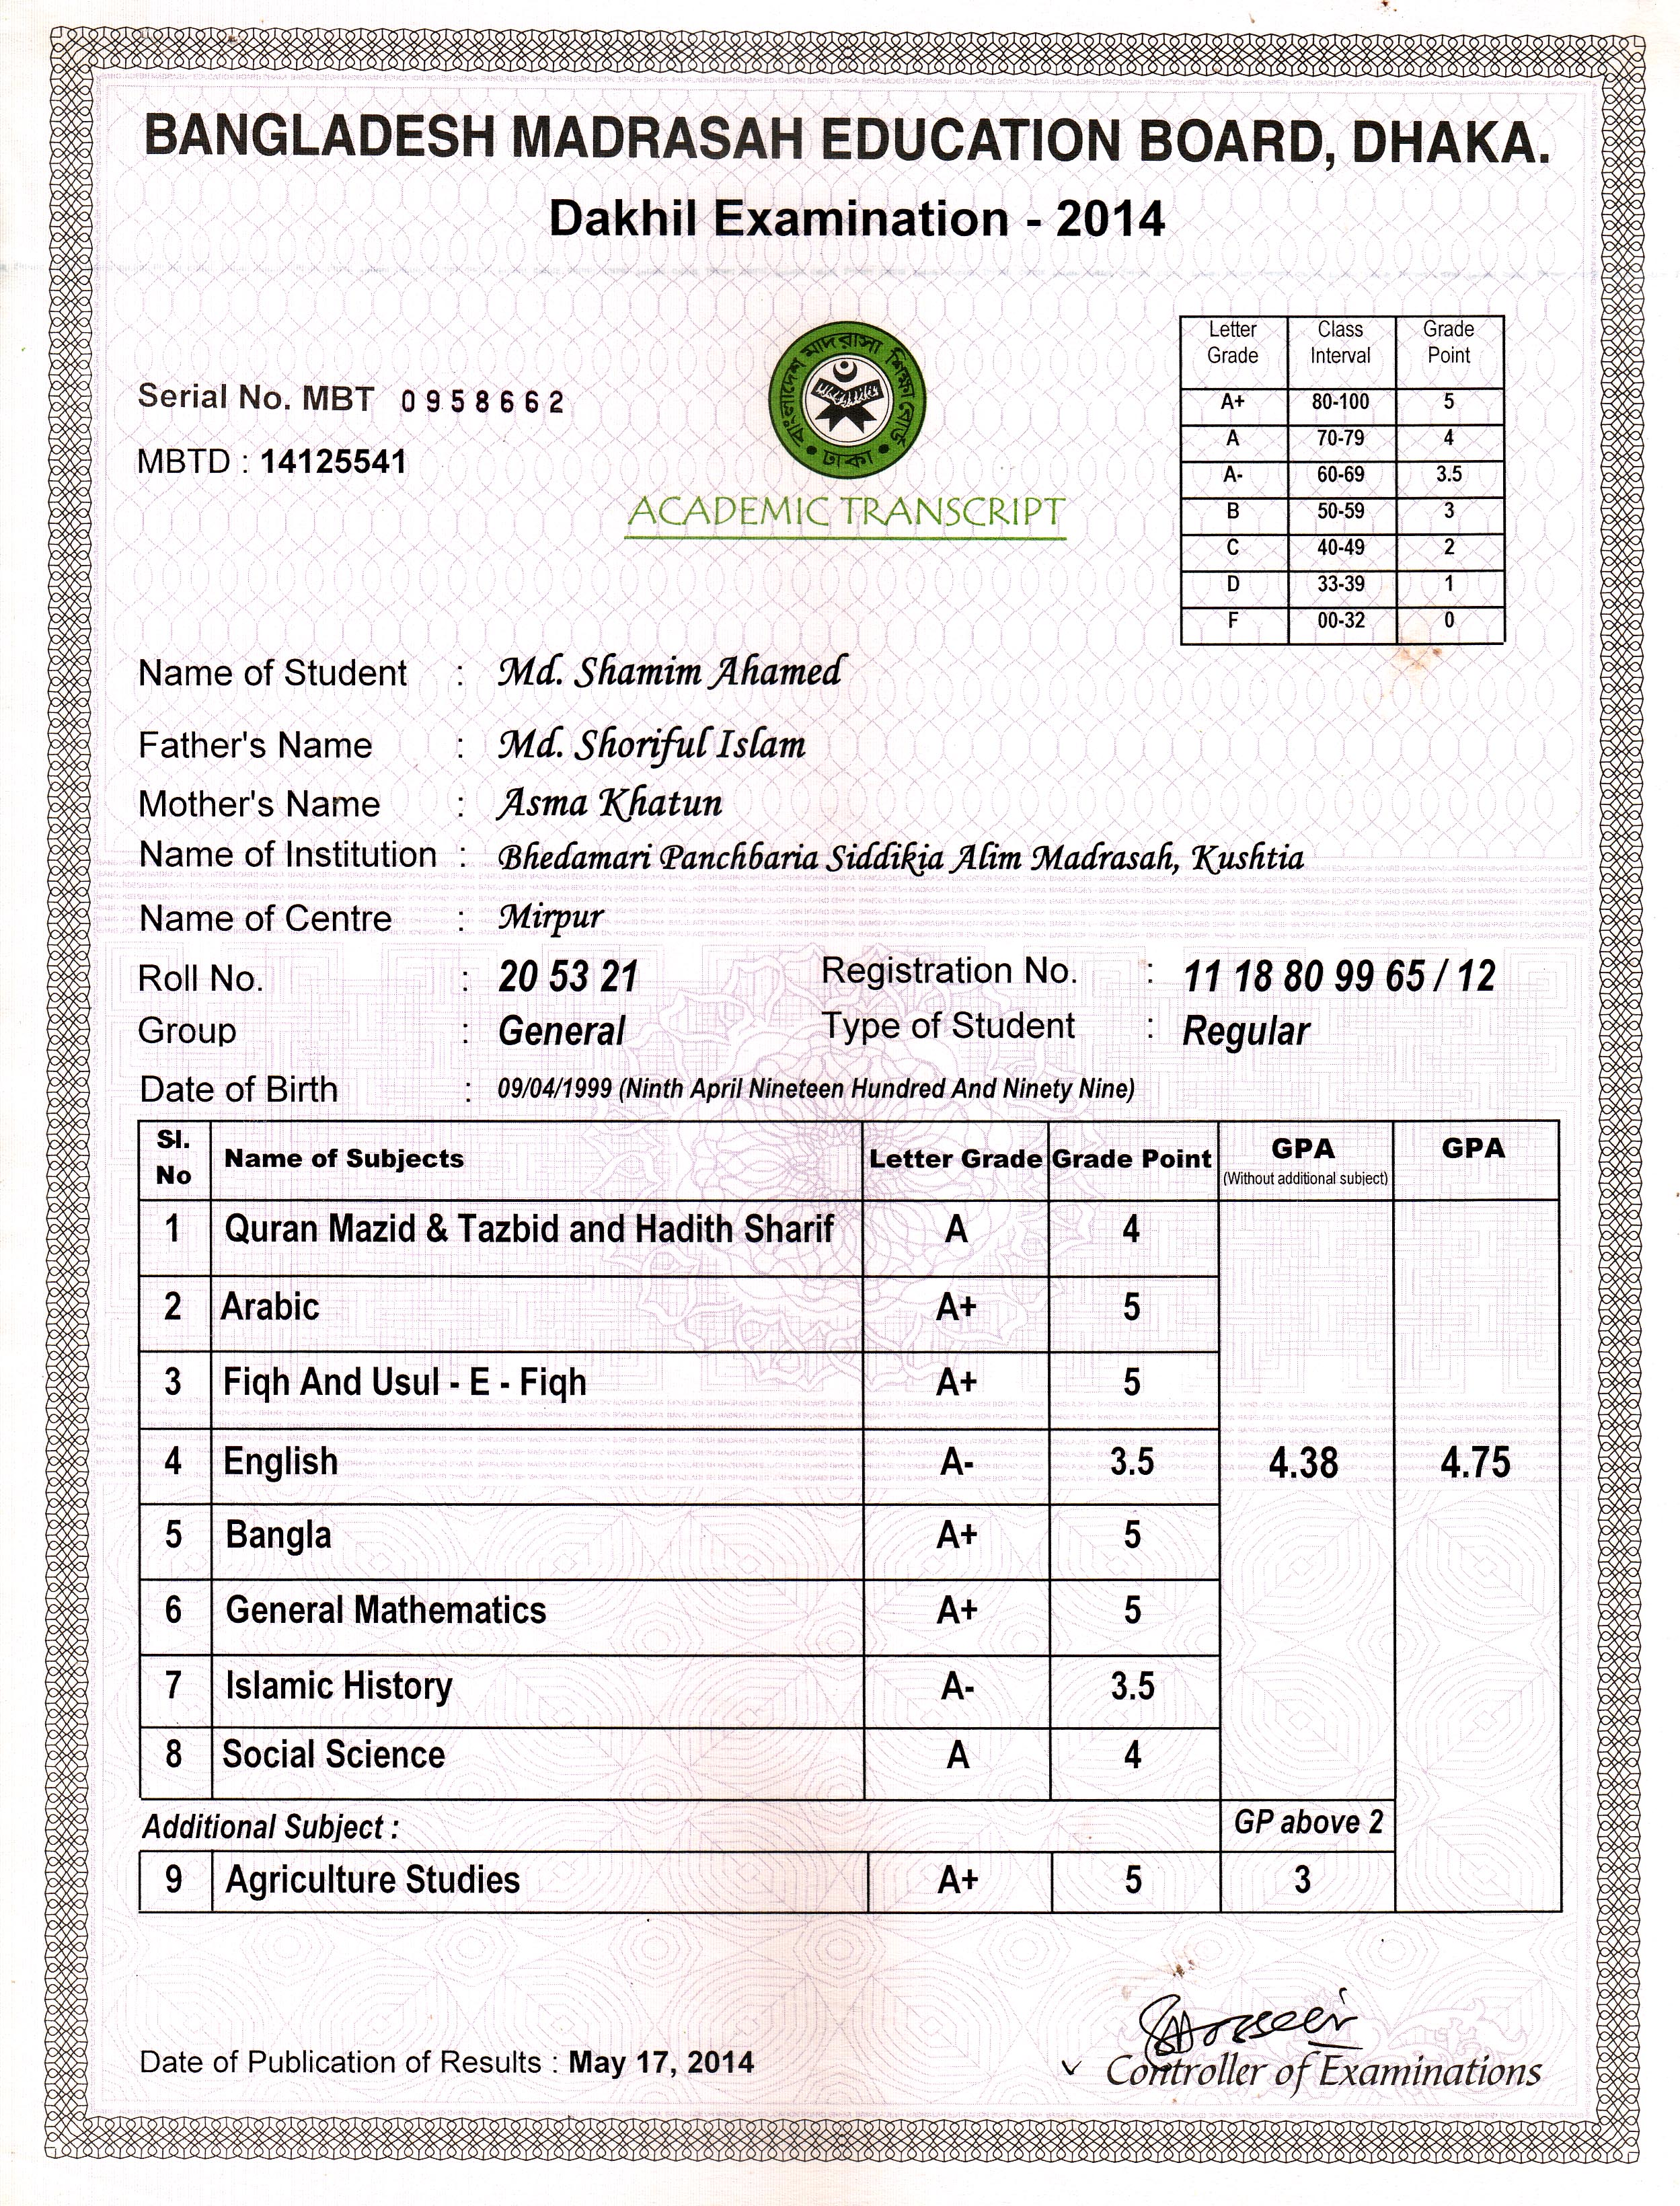 BANGLADESH MADRASAH EDUCATION BOARD, DHAKA.
Dakhil Examination - 2014
Serial No. MBT 0958662
MBTD : 14125541
বাংলাদেশ মাদরাসা শিক্ষা বোর্ড
ঢাকা
ACADEMIC TRANSCRIPT
Letter Grade Class Interval Grade Point
A+ 80-100 5
A 70-79 4
A- 60-69 3.5
B 50-59 3
C 40-49 2
D 33-39 1
F 00-32 0
Name of Student : Md. Shamim Ahamed
Father's Name : Md. Shoriful Islam
Mother's Name : Asma Khatun
Name of Institution : Bhedamari Panchbaria Siddikia Alim Madrasah, Kushtia
Name of Centre : Mirpur
Roll No. : 20 53 21 Registration No. : 11 18 80 99 65 / 12
Group : General Type of Student : Regular
Date of Birth : 09/04/1999 (Ninth April Nineteen Hundred And Ninety Nine)
Sl. No Name of Subjects Letter Grade Grade Point GPA (Without additional subject) GPA
1 Quran Mazid & Tazbid and Hadith Sharif A 4
2 Arabic A+ 5
3 Fiqh And Usul - E - Fiqh A+ 5
4 English A- 3.5 4.38 4.75
5 Bangla A+ 5
6 General Mathematics A+ 5
7 Islamic History A- 3.5
8 Social Science A 4
Additional Subject : GP above 2
9 Agriculture Studies A+ 5 3
Date of Publication of Results : May 17, 2014
Controller of Examinations